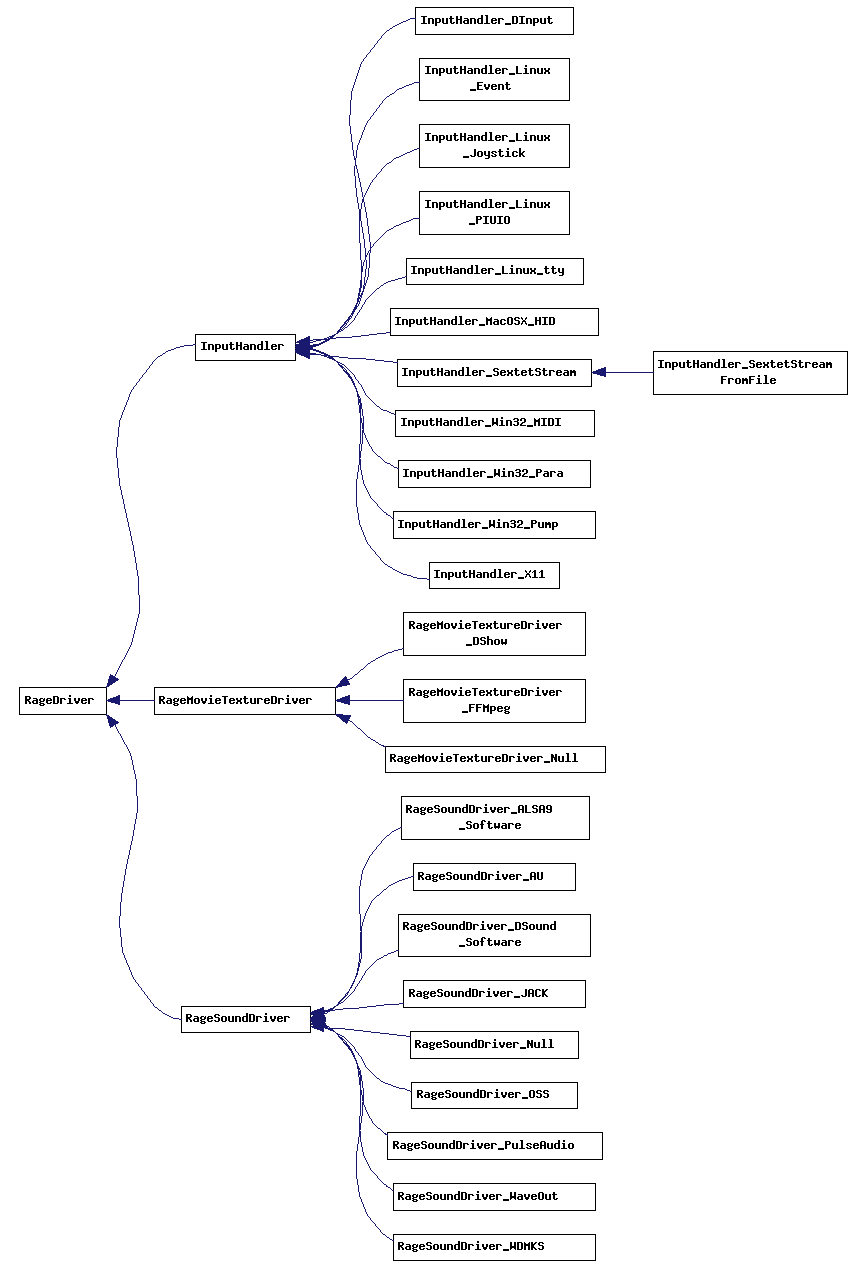 InputHandler_DInput
InputHandler_Linux
_Event
InputHandler_Linux
_Joystick
InputHandler_Linux
_PIUIO
InputHandler_Linux_tty
InputHandler_MacOSX_HID
InputHandler
InputHandler_SextetStream
InputHandler_SextetStream
FromFile
InputHandler_Win32_MIDI
InputHandler_Win32_Para
InputHandler_Win32_Pump
InputHandler_X11
RageMovieTextureDriver
_DShow
RageDriver
RageMovieTextureDriver
RageMovieTextureDriver
_FFMpeg
RageMovieTextureDriver_Null
RageSoundDriver_ALSA9
_Software
RageSoundDriver_AU
RageSoundDriver_DSound
_Software
RageSoundDriver_JACK
RageSoundDriver
RageSoundDriver_Null
RageSoundDriver_OSS
RageSoundDriver_PulseAudio
RageSoundDriver_WaveOut
RageSoundDriver_WDMKS